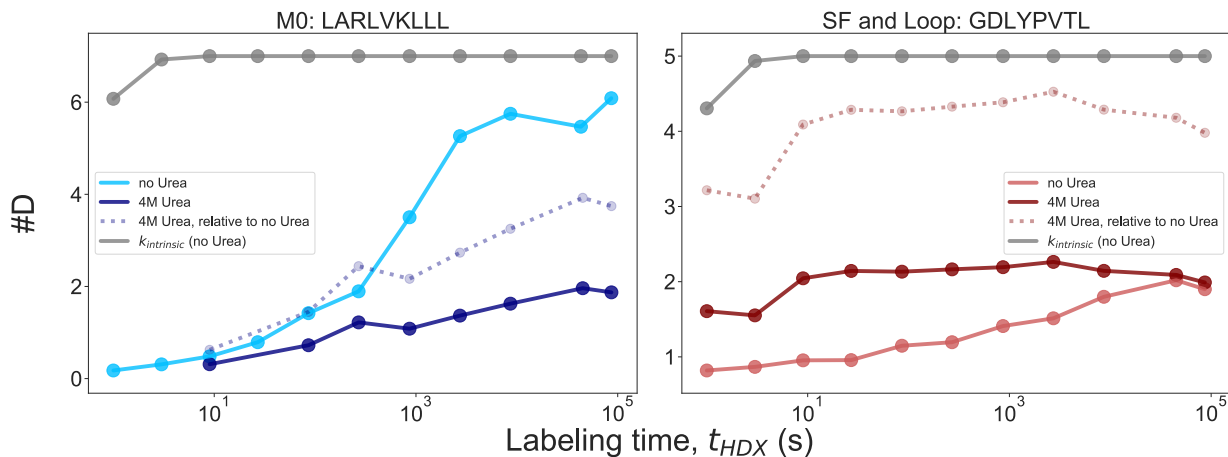 M0: LARLVKLLL
SF and Loop: GDLYPVTL
#D
6
4
2
0
no Urea
4M Urea
4M Urea, relative to no Urea
k_intrinsic (no Urea)
10^1
10^3
10^5
5
4
3
2
1
no Urea
4M Urea
4M Urea, relative to no Urea
k_intrinsic (no Urea)
10^1
10^3
10^5
Labeling time, t_HDX (s)